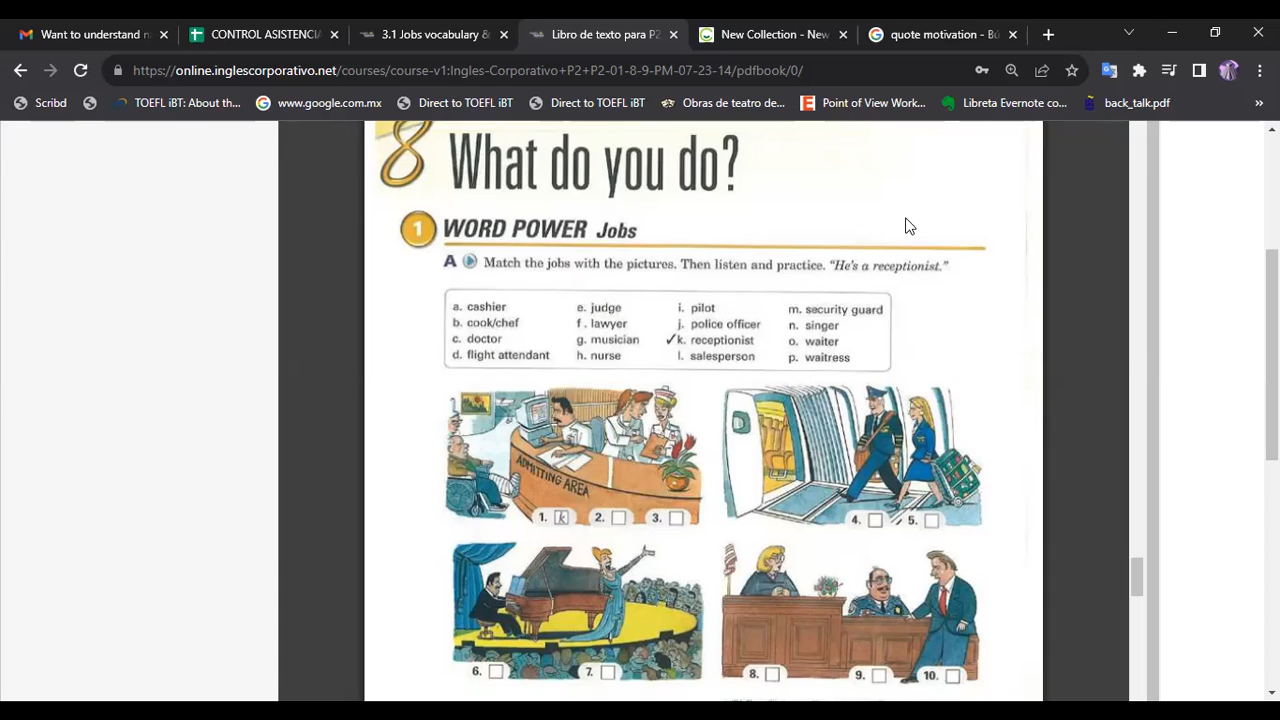 Want to understand n
CONTROL ASISTENCIA
3.1 Jobs vocabulary &
Libro de texto para P2
New Collection - New
quote motivation - Bú
https://online.inglescorporativo.net/courses/course-v1:Ingles-Corporativo+P2+P2-01-8-9-PM-07-23-14/pdfbook/0/
Scribd
TOEFL iBT: About th...
www.google.com.mx
Direct to TOEFL iBT
Direct to TOEFL iBT
Obras de teatro de...
Point of View Work...
Libreta Evernote co...
back_talk.pdf
»
8 What do you do?
1 WORD POWER Jobs
A Match the jobs with the pictures. Then listen and practice. "He's a receptionist."
a. cashier e. judge i. pilot m. security guard
b. cook/chef f. lawyer j. police officer n. singer
c. doctor g. musician ✓k. receptionist o. waiter
d. flight attendant h. nurse l. salesperson p. waitress
ADMITTING AREA
1. k 2. 3.
4. 5.
6. 7.
8. 9. 10.